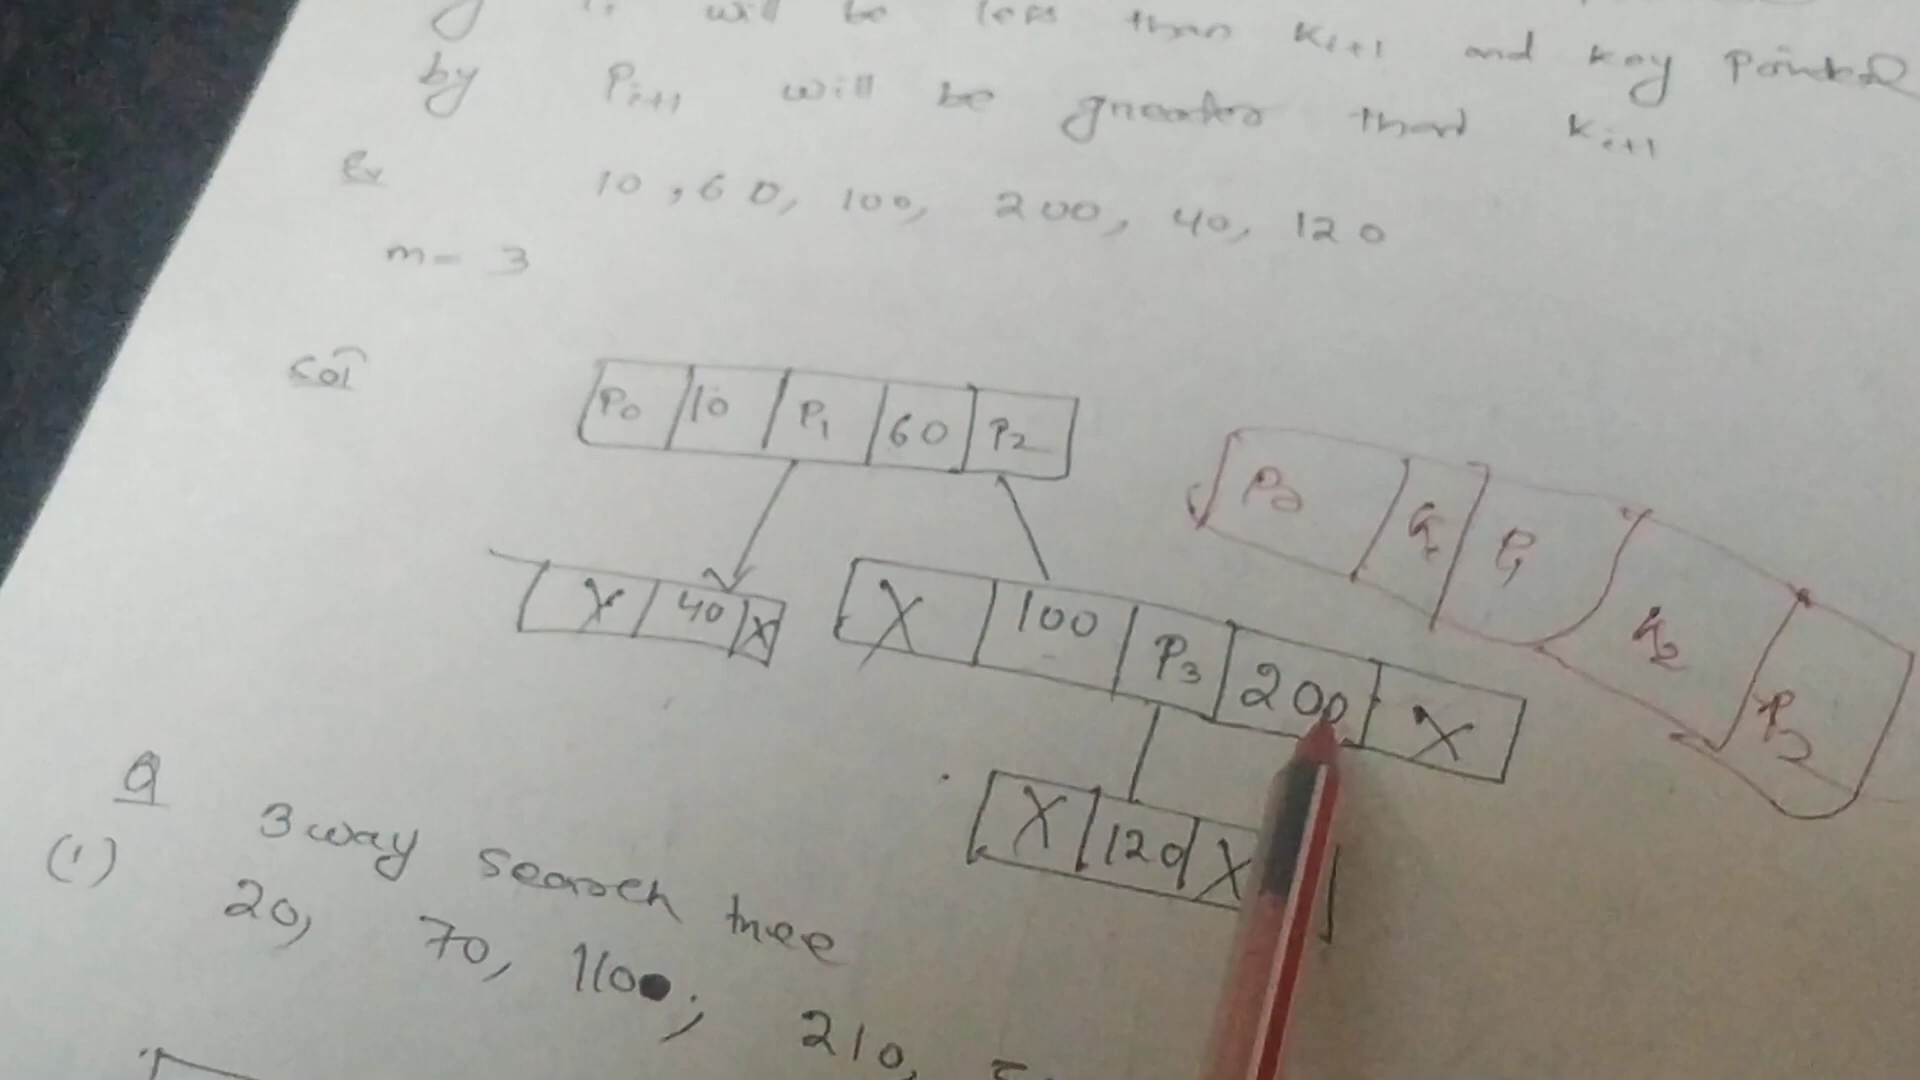 will be less than Ki+1 and key pointed
by Pi+1 will be greater than Ki+1
Ex 10, 60, 100, 200, 40, 120
m- 3
Sol
P0 10 P1 60 P2
P0 P1 k2 P2
X 40 X
X 100 P3 200 X
X 120 X
Q 3 way search tree
(1) 20, 70, 110, 210,